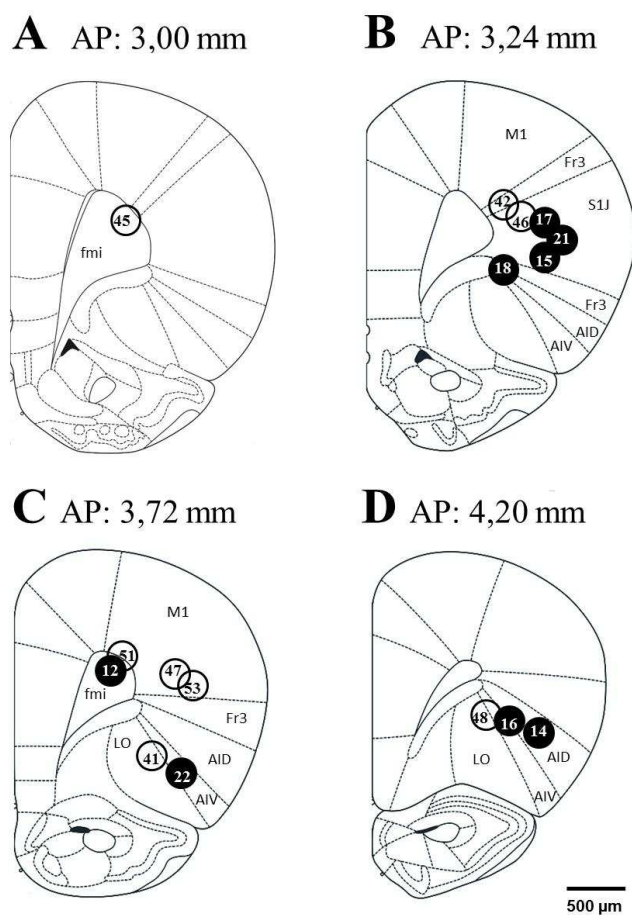 A AP: 3,00 mm
45
fmi
B AP: 3,24 mm
M1
Fr3
42
46
17
S1J
21
15
18
Fr3
AID
AIV
C AP: 3,72 mm
M1
51
12
47
53
fmi
Fr3
LO
41
AID
22
AIV
D AP: 4,20 mm
48
16
14
LO
AID
AIV
500 µm